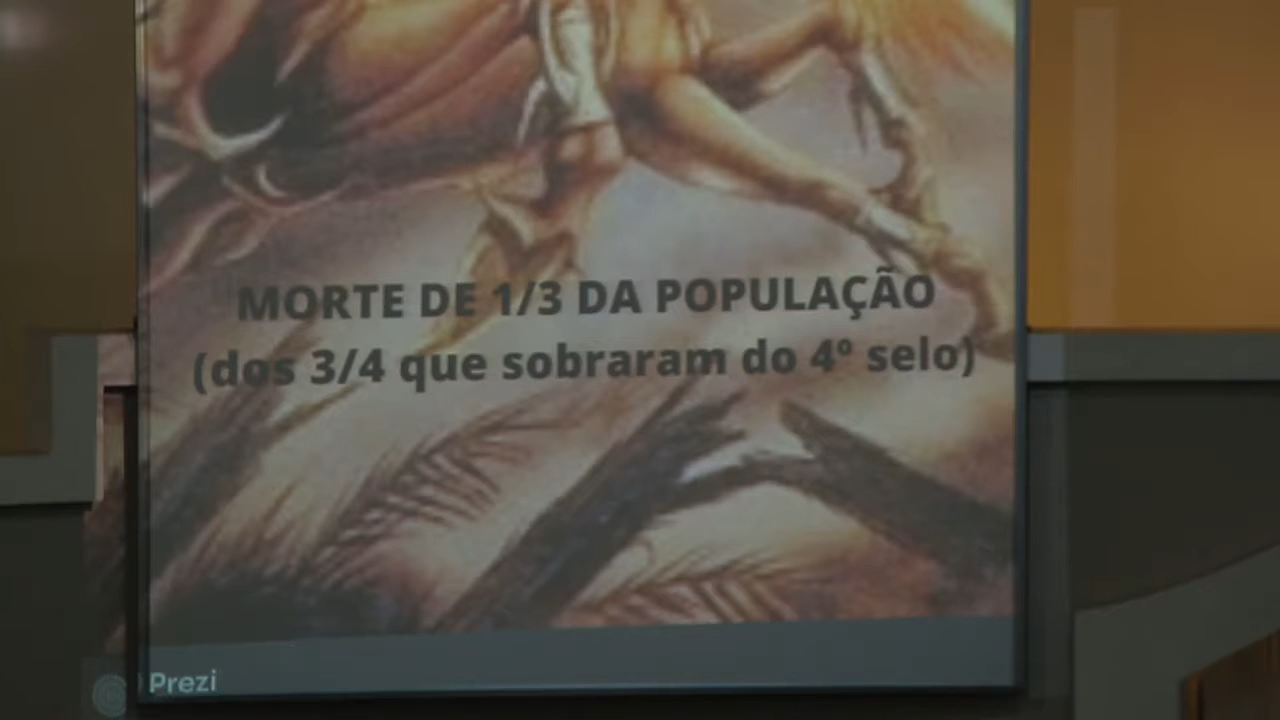 MORTE DE 1/3 DA POPULAÇÃO
(dos 3/4 que sobraram do 4º selo)
Prezi